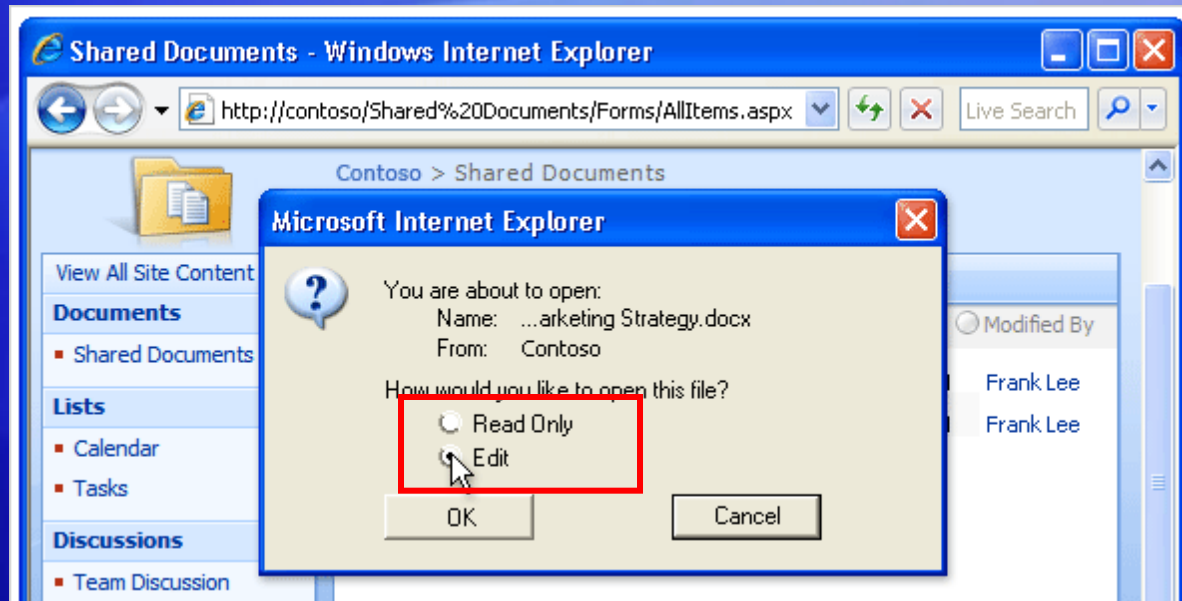 Shared Documents - Windows Internet Explorer
http://contoso/Shared%20Documents/Forms/AllItems.aspx
Live Search
Contoso > Shared Documents
Microsoft Internet Explorer
View All Site Content
Documents
Shared Documents
Lists
Calendar
Tasks
Discussions
Team Discussion
You are about to open:
Name: ...arketing Strategy.docx
From: Contoso
How would you like to open this file?
Read Only
Edit
OK
Cancel
Modified By
Frank Lee
Frank Lee